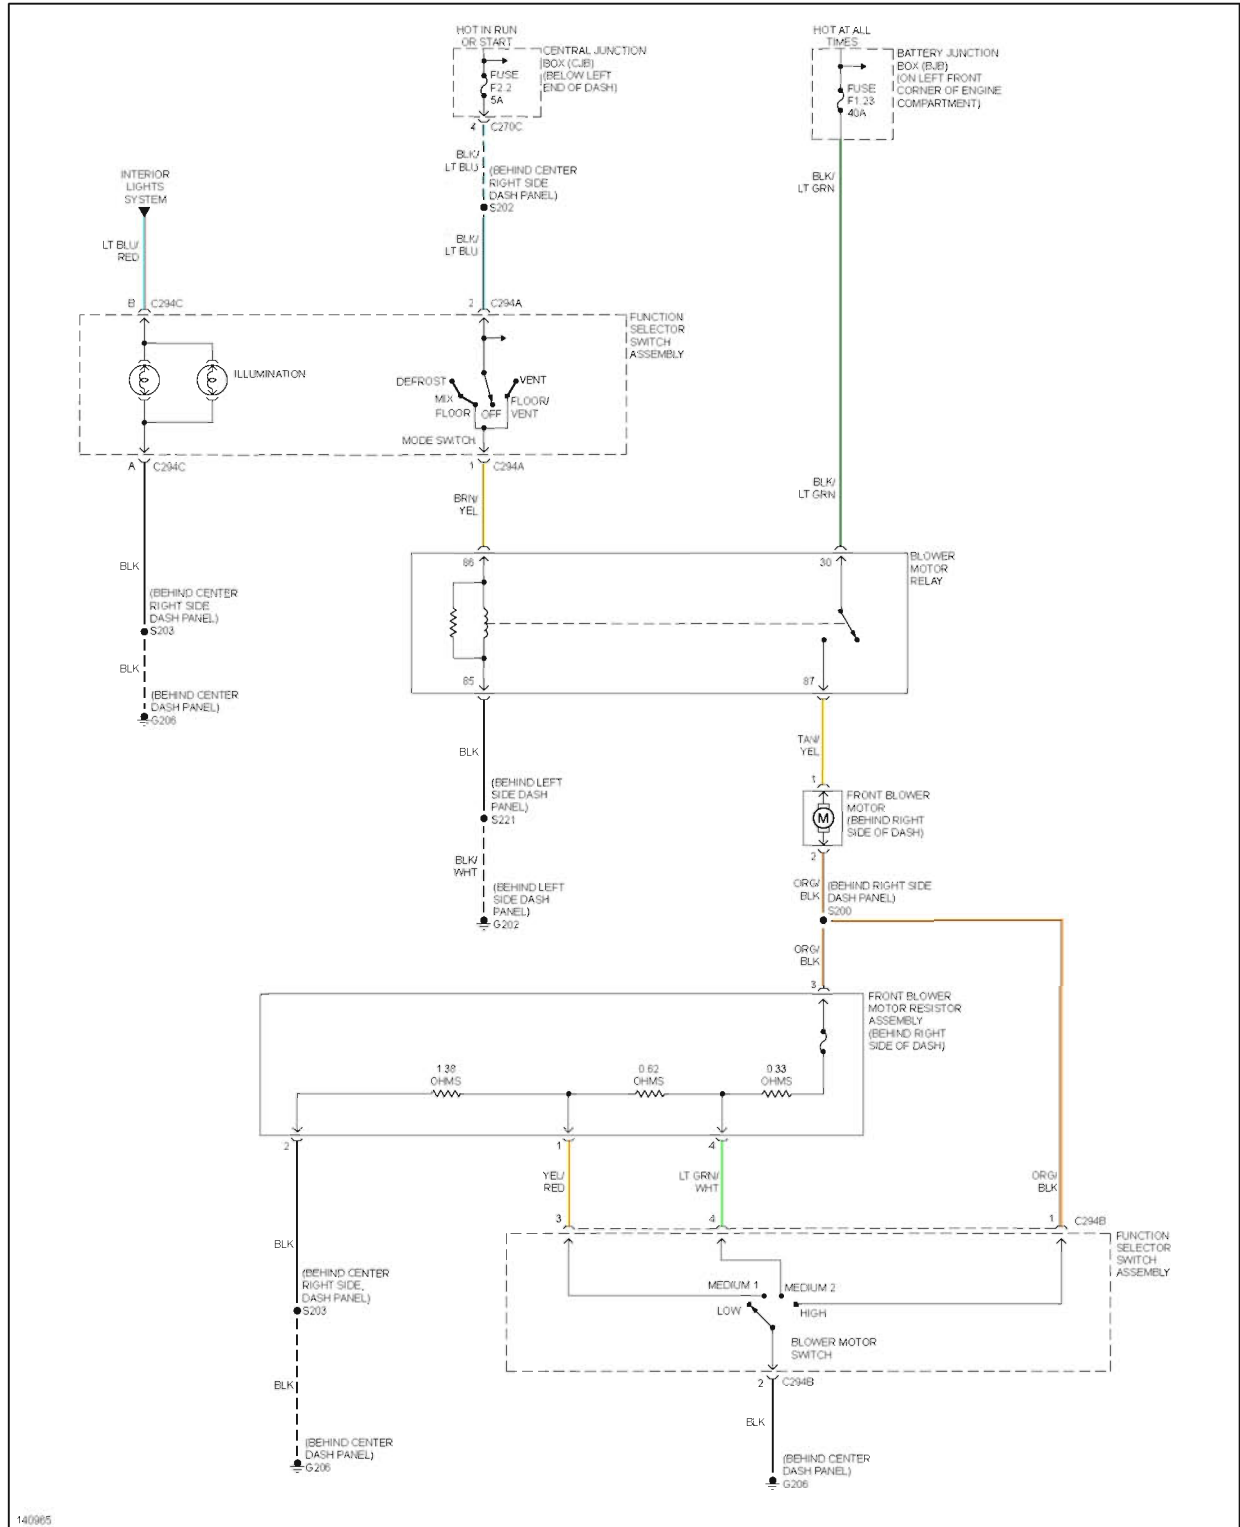 HOT IN RUN
OR START
CENTRAL JUNCTION
BOX (CJB)
(BELOW LEFT
END OF DASH)
FUSE
F2.2
5A
4 C270C
HOT AT ALL
TIMES
BATTERY JUNCTION
BOX (BJB)
(ON LEFT FRONT
CORNER OF ENGINE
COMPARTMENT)
FUSE
F1.23
40A
BLK/
LT BLU
(BEHIND CENTER
RIGHT SIDE
DASH PANEL)
S202
BLK/
LT GRN
INTERIOR
LIGHTS
SYSTEM
LT BLU/
RED
BLK/
LT BLU
B C294C
2 C294A
FUNCTION
SELECTOR
SWITCH
ASSEMBLY
ILLUMINATION
DEFROST
VENT
MIX
FLOOR
OFF
FLOOR/
VENT
MODE SWITCH
A C294C
1 C294A
BRN/
YEL
BLK/
LT GRN
86
30
BLOWER
MOTOR
RELAY
BLK
(BEHIND CENTER
RIGHT SIDE
DASH PANEL)
S203
BLK
(BEHIND CENTER
DASH PANEL)
G206
85
87
BLK
TAN/
YEL
(BEHIND LEFT
SIDE DASH
PANEL)
S221
BLK/
WHT
(BEHIND LEFT
SIDE DASH
PANEL)
G202
1
FRONT BLOWER
MOTOR
(BEHIND RIGHT
SIDE OF DASH)
M
2
ORG/
BLK
(BEHIND RIGHT SIDE
DASH PANEL)
S200
ORG/
BLK
3
FRONT BLOWER
MOTOR RESISTOR
ASSEMBLY
(BEHIND RIGHT
SIDE OF DASH)
1.38
OHMS
0.62
OHMS
0.33
OHMS
2
1
4
YEL/
RED
LT GRN/
WHT
ORG/
BLK
3
4
1 C294B
FUNCTION
SELECTOR
SWITCH
ASSEMBLY
BLK
(BEHIND CENTER
RIGHT SIDE,
DASH PANEL)
S203
MEDIUM 1
MEDIUM 2
LOW
HIGH
BLOWER MOTOR
SWITCH
2 C294B
BLK
BLK
(BEHIND CENTER
DASH PANEL)
G206
(BEHIND CENTER
DASH PANEL)
G206
140965